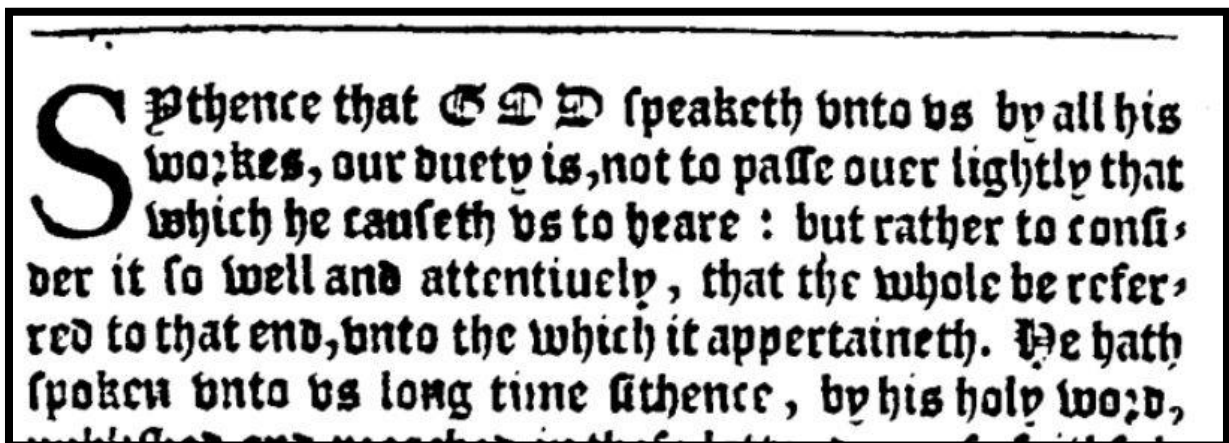 SYthence that GOD speaketh vnto vs by all his
workes, our duety is, not to passe ouer lightly that
which he causeth vs to heare : but rather to consi-
der it so well and attentiuely, that the whole be refer-
red to that end, vnto the which it appertaineth. He hath
spoken vnto vs long time sithence, by his holy word,
and preached in